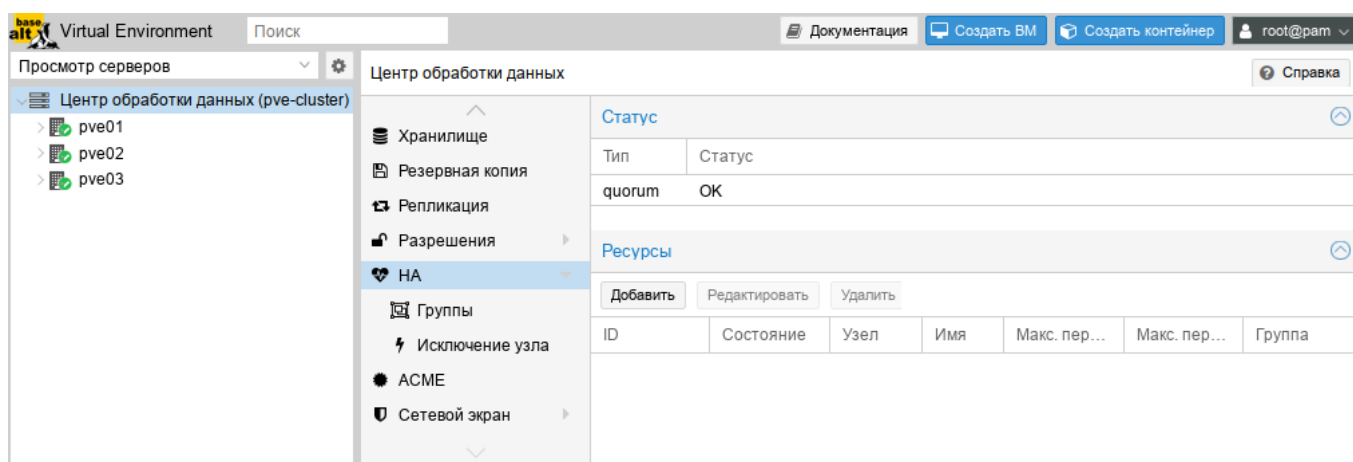 base alt Virtual Environment Поиск Документация Создать ВМ Создать контейнер root@pam
Просмотр серверов
Центр обработки данных Справка
Центр обработки данных (pve-cluster)
pve01
pve02
pve03
Хранилище
Резервная копия
Репликация
Разрешения
HA
Группы
Исключение узла
ACME
Сетевой экран
Статус
Тип Статус
quorum OK
Ресурсы
Добавить Редактировать Удалить
ID Состояние Узел Имя Макс. пер... Макс. пер... Группа